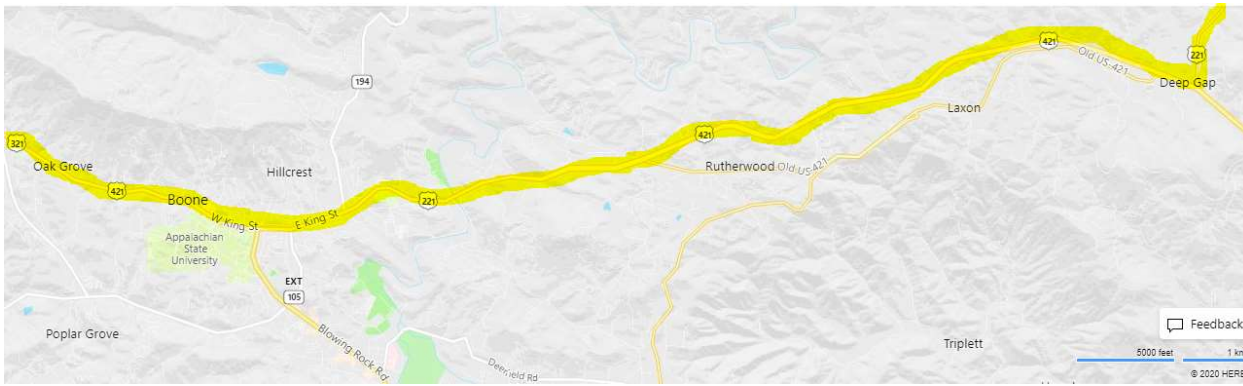 421
221
Old US-421
Deep Gap
194
Laxon
421
321
Oak Grove
Hillcrest
Rutherwood
Old US-421
421
Boone
221
W King St
E King St
Appalachian
State
University
EXT
105
Poplar Grove
Blowing Rock Rd
Deerfield Rd
Triplett
Feedback
5000 feet
1 km
© 2020 HERE